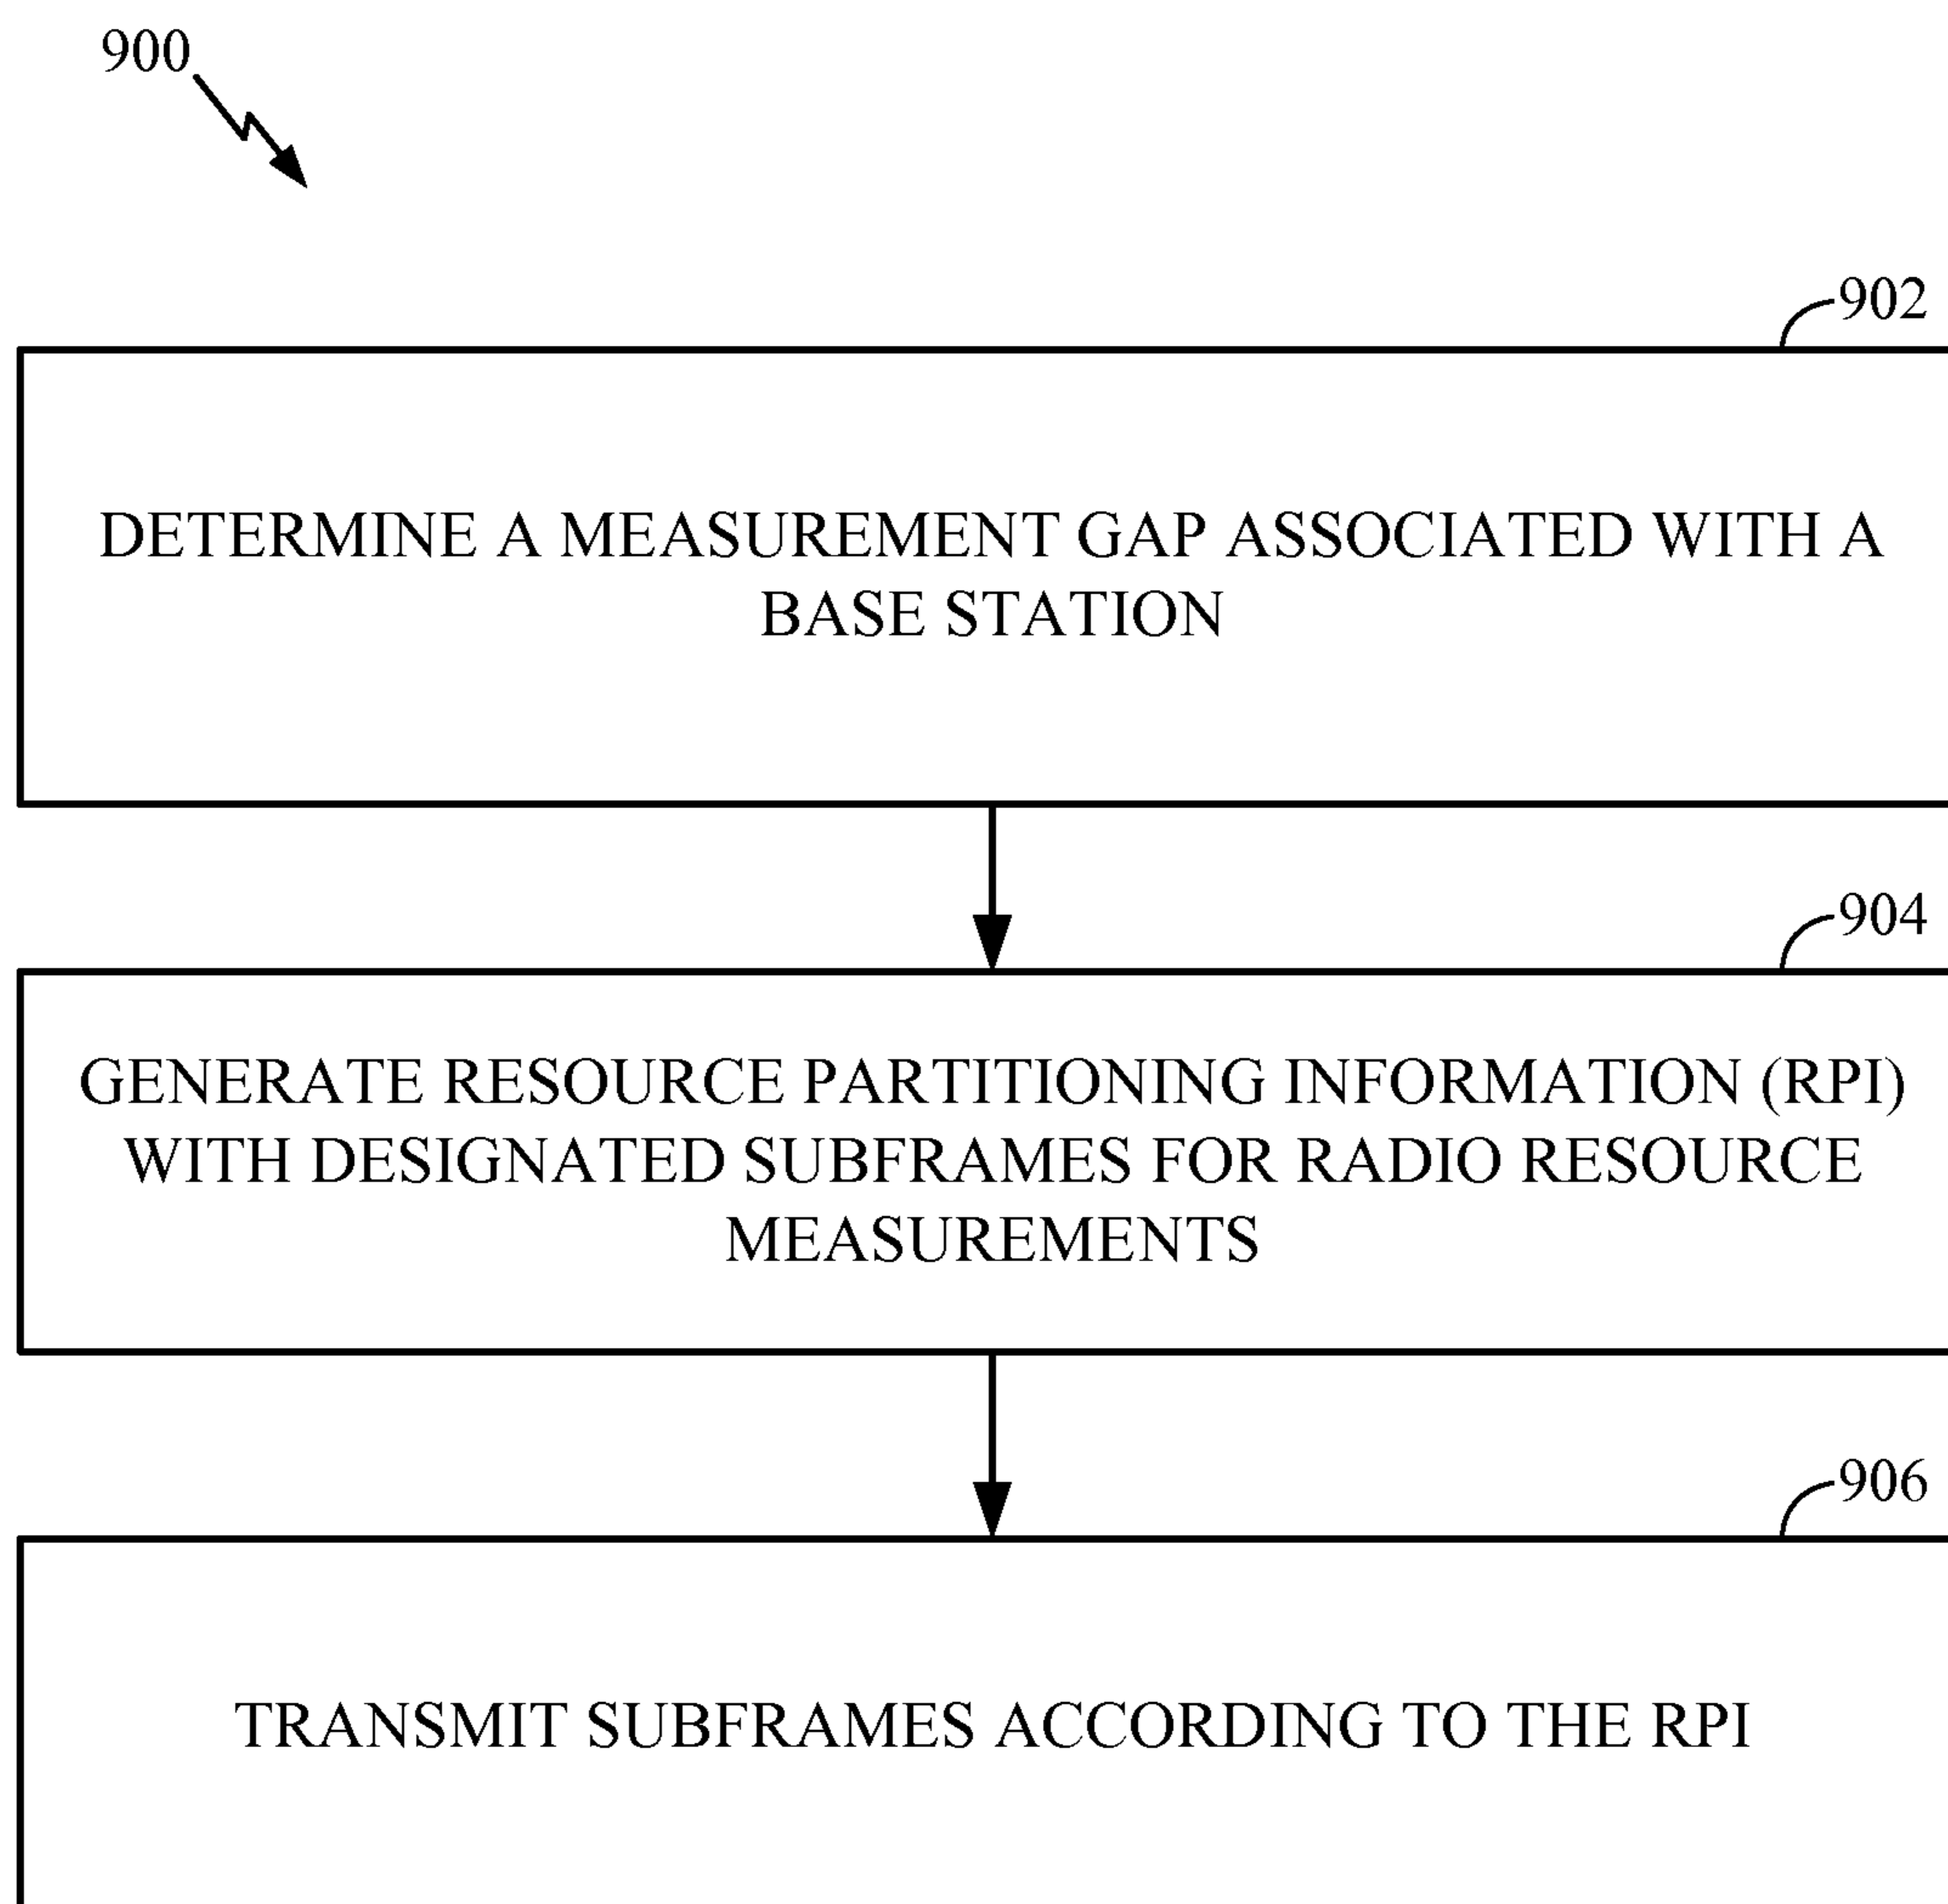 900
902
DETERMINE A MEASUREMENT GAP ASSOCIATED WITH A
BASE STATION
904
GENERATE RESOURCE PARTITIONING INFORMATION (RPI)
WITH DESIGNATED SUBFRAMES FOR RADIO RESOURCE
MEASUREMENTS
906
TRANSMIT SUBFRAMES ACCORDING TO THE RPI